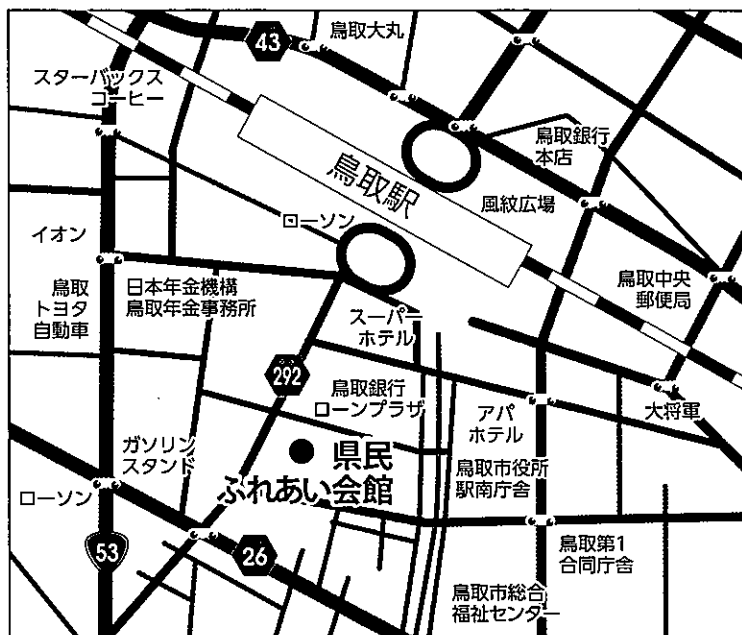 43
鳥取大丸
スターバックス
コーヒー
鳥取銀行
本店
鳥取駅
風紋広場
ローソン
イオン
鳥取
トヨタ
自動車
日本年金機構
鳥取年金事務所
鳥取中央
郵便局
スーパー
ホテル
292
鳥取銀行
ローンプラザ
アパ
ホテル
大将軍
ガソリン
スタンド
県民
ふれあい会館
鳥取市役所
駅南庁舎
ローソン
53
26
鳥取第1
合同庁舎
鳥取市総合
福祉センター